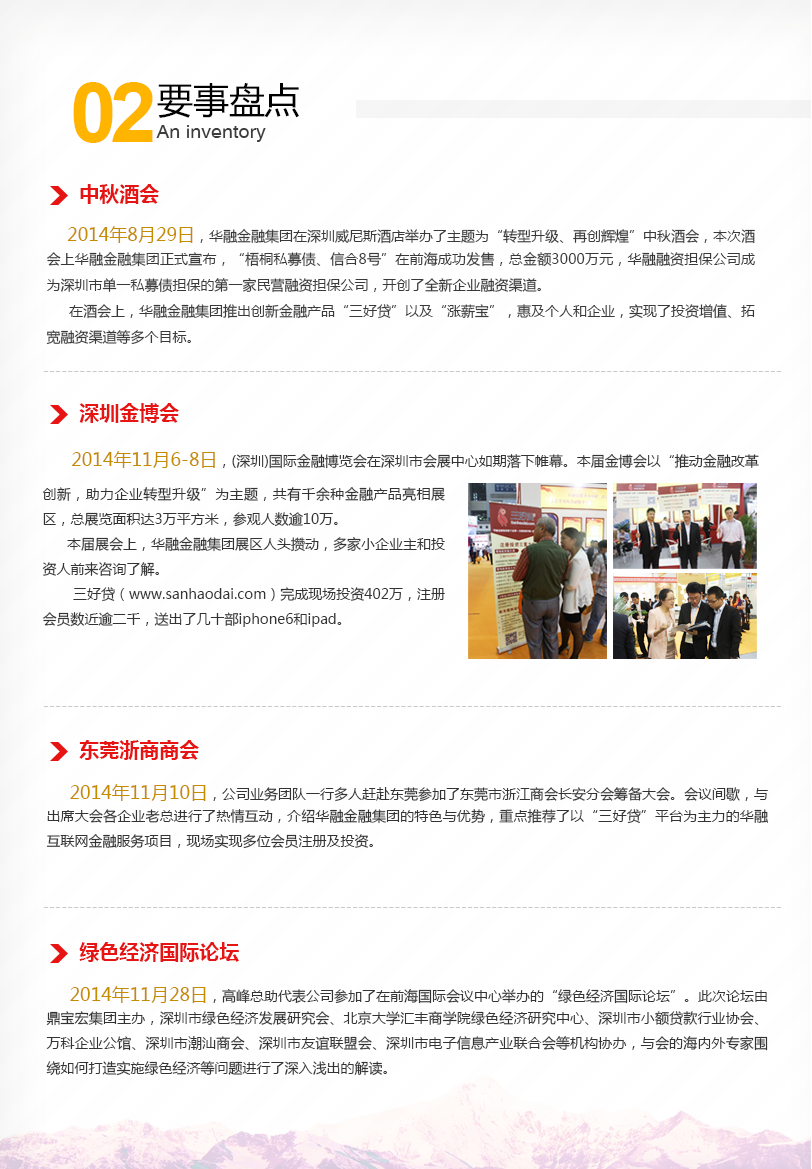 02 要事盘点
An inventory
中秋酒会
2014年8月29日，华融金融集团在深圳威尼斯酒店举办了主题为“转型升级、再创辉煌”中秋酒会，本次酒
会上华融金融集团正式宣布，“梧桐私募债、信合8号”在前海成功发售，总金额3000万元，华融融资担保公司成
为深圳市单一私募债担保的第一家民营融资担保公司，开创了全新企业融资渠道。
在酒会上，华融金融集团推出创新金融产品“三好贷”以及“涨薪宝”，惠及个人和企业，实现了投资增值、拓
宽融资渠道等多个目标。
深圳金博会
2014年11月6-8日，(深圳)国际金融博览会在深圳市会展中心如期落下帷幕。本届金博会以“推动金融改革
创新，助力企业转型升级”为主题，共有千余种金融产品亮相展
区，总展览面积达3万平方米，参观人数逾10万。
本届展会上，华融金融集团展区人头攒动，多家小企业主和投
资人前来咨询了解。
三好贷（www.sanhaodai.com）完成现场投资402万，注册
会员数近逾二千，送出了几十部iphone6和ipad。
东莞浙商商会
2014年11月10日，公司业务团队一行多人赶赴东莞参加了东莞市浙江商会长安分会筹备大会。会议间歇，与
出席大会各企业老总进行了热情互动，介绍华融金融集团的特色与优势，重点推荐了以“三好贷”平台为主力的华融
互联网金融服务项目，现场实现多位会员注册及投资。
绿色经济国际论坛
2014年11月28日，高峰总助代表公司参加了在前海国际会议中心举办的“绿色经济国际论坛”。此次论坛由
鼎宝宏集团主办，深圳市绿色经济发展研究会、北京大学汇丰商学院绿色经济研究中心、深圳市小额贷款行业协会、
万科企业公馆、深圳市潮汕商会、深圳市友谊联盟会、深圳市电子信息产业联合会等机构协办，与会的海内外专家围
绕如何打造实施绿色经济等问题进行了深入浅出的解读。